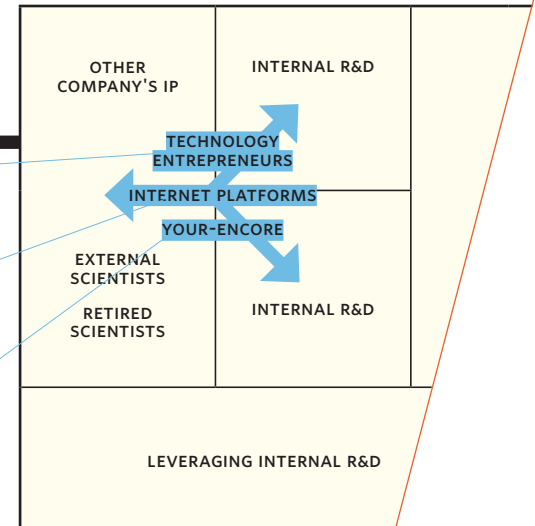 OTHER
COMPANY'S IP
INTERNAL R&D
TECHNOLOGY
ENTREPRENEURS
INTERNET PLATFORMS
YOUR-ENCORE
EXTERNAL
SCIENTISTS
RETIRED
SCIENTISTS
INTERNAL R&D
LEVERAGING INTERNAL R&D